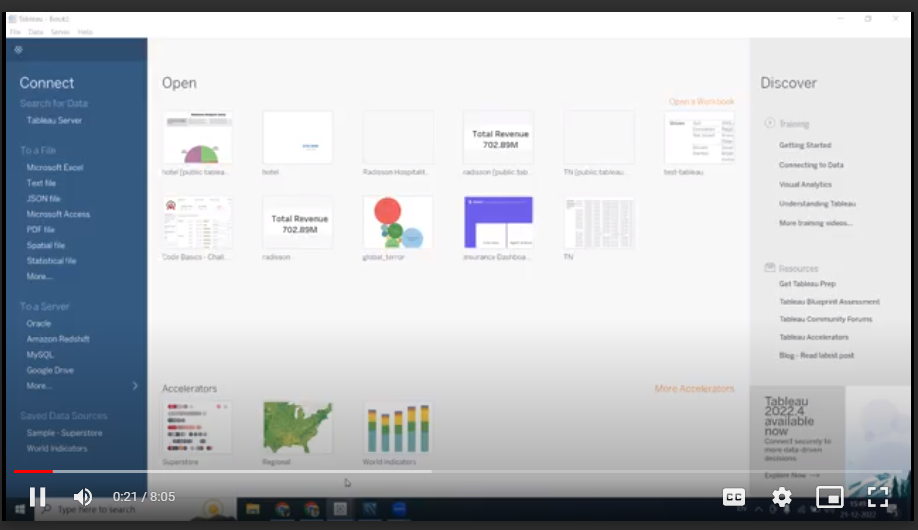 Tableau - Book2
File Data Server Help
Connect
Search for Data
Tableau Server
To a File
Microsoft Excel
Text file
JSON file
Microsoft Access
PDF file
Spatial file
Statistical file
More...
To a Server
Oracle
Amazon Redshift
MySQL
Google Drive
More...
Saved Data Sources
Sample - Superstore
World Indicators
Open
Open a Workbook
Total Revenue
702.89M
hotel [public tablea...
hotel
Radisson Hospitalit...
radisson [public tab...
TN [public tableau...
test-tableau
Total Revenue
702.89M
Code Basics - Chall...
radisson
global_terror
insurance Dashboa...
TN
Accelerators
More Accelerators
Superstore
Regional
World Indicators
Discover
Training
Getting Started
Connecting to Data
Visual Analytics
Understanding Tableau
More training videos...
Resources
Get Tableau Prep
Tableau Blueprint Assessment
Tableau Community Forums
Tableau Accelerators
Blog - Read latest post
Tableau
2022.4
available
now
Connect securely to
more data-driven
decisions
Explore Now
0:21 / 8:05
CC
Type here to search